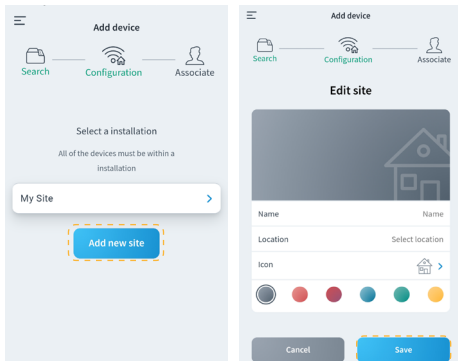 Add device
Search
Configuration
Associate
Select a installation
All of the devices must be within a
installation
My Site
Add new site
Add device
Search
Configuration
Associate
Edit site
Name
Name
Location
Select location
Icon
Cancel
Save